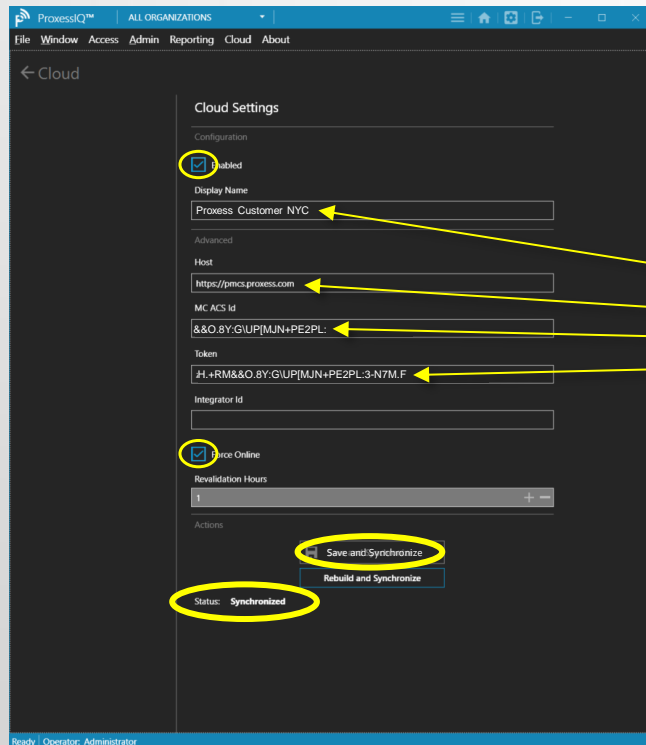 ProxessIQ™ ALL ORGANIZATIONS
File Window Access Admin Reporting Cloud About
Cloud
Cloud Settings
Configuration
Enabled
Display Name
Proxess Customer NYC
Advanced
Host
https://pmcs.proxess.com
MC ACS Id
&&O.8Y:G\UP[MJN+PE2PL:
Token
H.+RM&&O.8Y:G\UP[MJN+PE2PL:3-N7M.F
Integrator Id
Force Online
Revalidation Hours
1
Actions
Save and Synchronize
Rebuild and Synchronize
Status: Synchronized
Ready Operator: Administrator